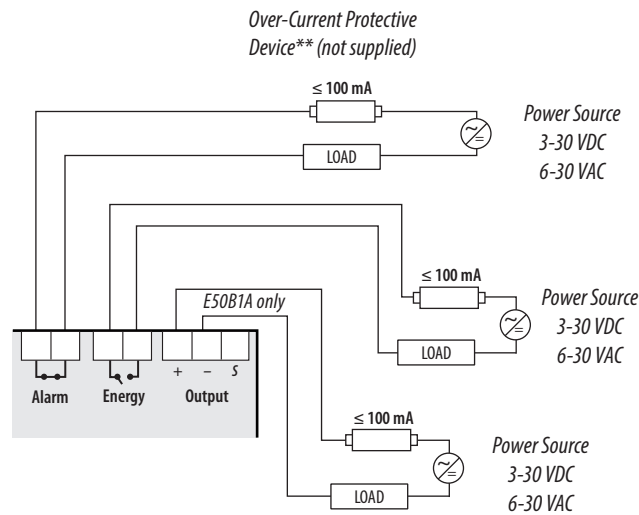 Over-Current Protective
Device** (not supplied)
≤ 100 mA
LOAD
Power Source
3-30 VDC
6-30 VAC
≤ 100 mA
LOAD
Power Source
3-30 VDC
6-30 VAC
E50B1A only
+ – S
Alarm Energy Output
≤ 100 mA
LOAD
Power Source
3-30 VDC
6-30 VAC